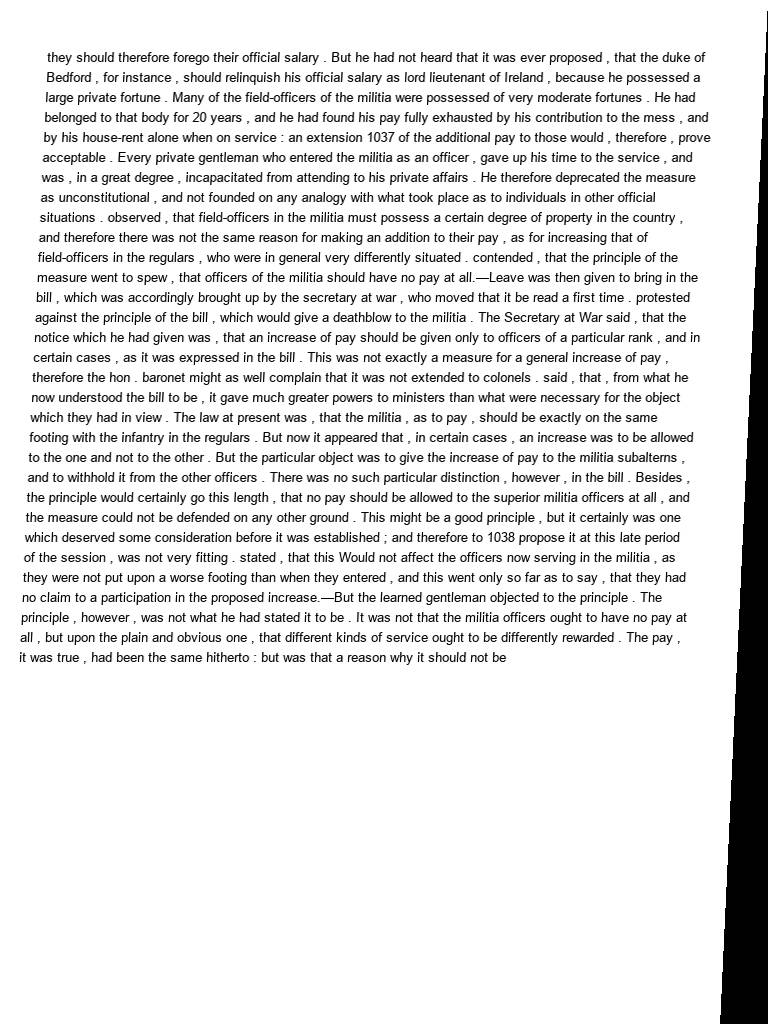 they should therefore forego their official salary . But he had not heard that it was ever proposed , that the duke of
Bedford , for instance , should relinquish his official salary as lord lieutenant of Ireland , because he possessed a
large private fortune . Many of the field-officers of the militia were possessed of very moderate fortunes . He had
belonged to that body for 20 years , and he had found his pay fully exhausted by his contribution to the mess , and
by his house-rent alone when on service : an extension 1037 of the additional pay to those would , therefore , prove
acceptable . Every private gentleman who entered the militia as an officer , gave up his time to the service , and
was , in a great degree , incapacitated from attending to his private affairs . He therefore deprecated the measure
as unconstitutional , and not founded on any analogy with what took place as to individuals in other official
situations . observed , that field-officers in the militia must possess a certain degree of property in the country ,
and therefore there was not the same reason for making an addition to their pay , as for increasing that of
field-officers in the regulars , who were in general very differently situated . contended , that the principle of the
measure went to spew , that officers of the militia should have no pay at all.—Leave was then given to bring in the
bill , which was accordingly brought up by the secretary at war , who moved that it be read a first time . protested
against the principle of the bill , which would give a deathblow to the militia . The Secretary at War said , that the
notice which he had given was , that an increase of pay should be given only to officers of a particular rank , and in
certain cases , as it was expressed in the bill . This was not exactly a measure for a general increase of pay ,
therefore the hon . baronet might as well complain that it was not extended to colonels . said , that , from what he
now understood the bill to be , it gave much greater powers to ministers than what were necessary for the object
which they had in view . The law at present was , that the militia , as to pay , should be exactly on the same
footing with the infantry in the regulars . But now it appeared that , in certain cases , an increase was to be allowed
to the one and not to the other . But the particular object was to give the increase of pay to the militia subalterns ,
and to withhold it from the other officers . There was no such particular distinction , however , in the bill . Besides ,
the principle would certainly go this length , that no pay should be allowed to the superior militia officers at all , and
the measure could not be defended on any other ground . This might be a good principle , but it certainly was one
which deserved some consideration before it was established ; and therefore to 1038 propose it at this late period
of the session , was not very fitting . stated , that this Would not affect the officers now serving in the militia , as
they were not put upon a worse footing than when they entered , and this went only so far as to say , that they had
no claim to a participation in the proposed increase.—But the learned gentleman objected to the principle . The
principle , however , was not what he had stated it to be . It was not that the militia officers ought to have no pay at
all , but upon the plain and obvious one , that different kinds of service ought to be differently rewarded . The pay ,
it was true , had been the same hitherto : but was that a reason why it should not be